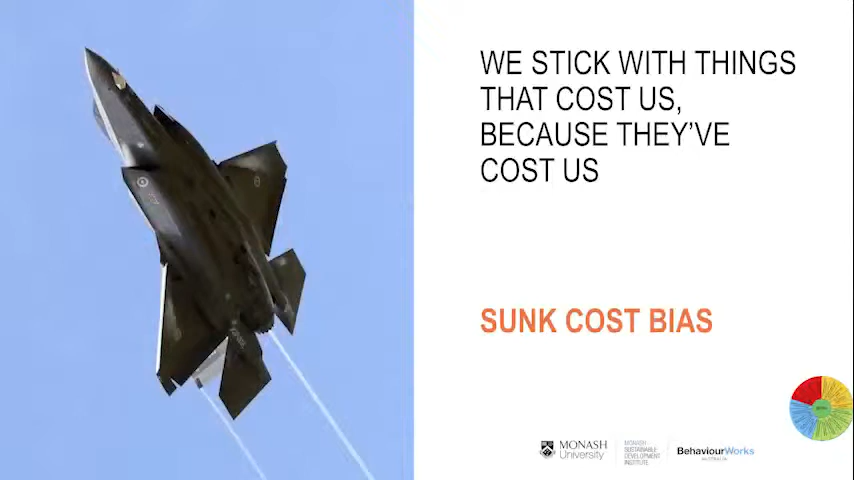 WE STICK WITH THINGS
THAT COST US,
BECAUSE THEY’VE
COST US
SUNK COST BIAS
MONASH
University
MONASH
SUSTAINABLE
DEVELOPMENT
INSTITUTE
BehaviourWorks
AUSTRALIA